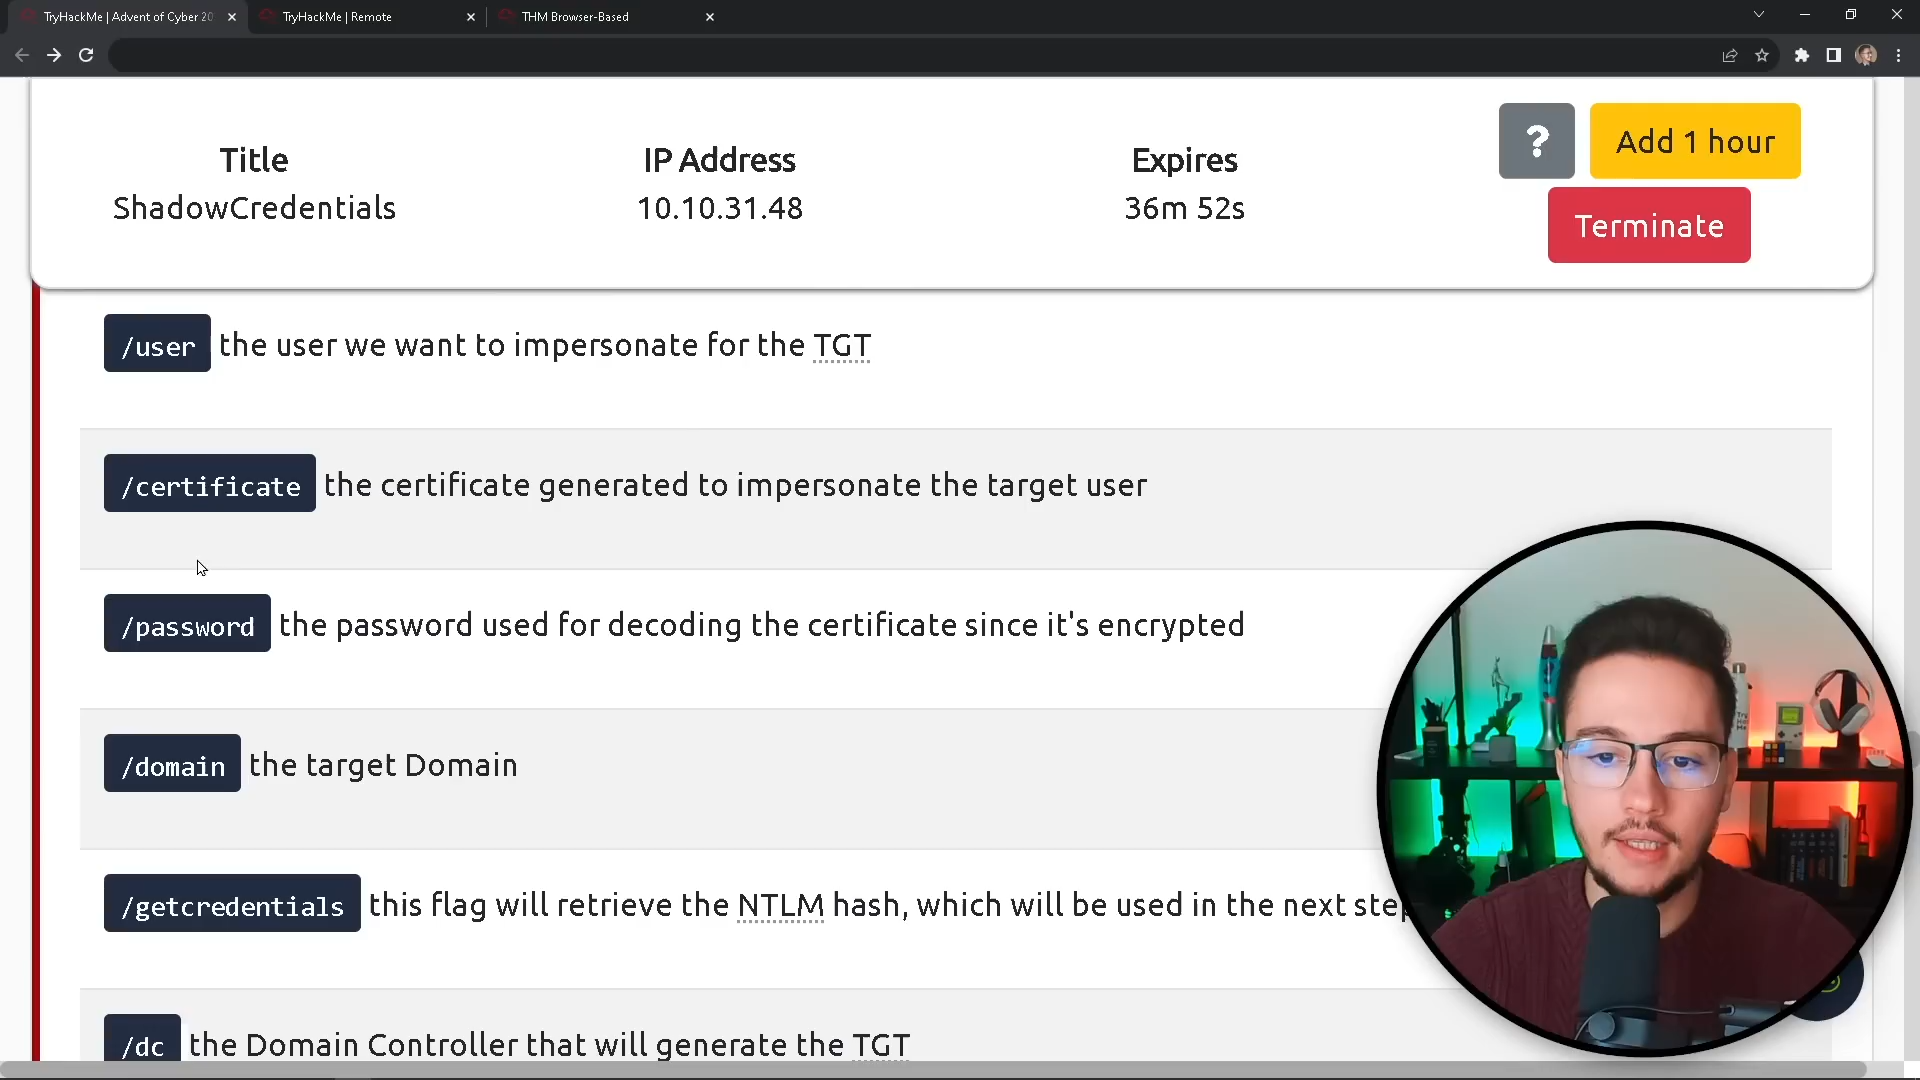 TryHackMe | Advent of Cyber 20
TryHackMe | Remote
THM Browser-Based
Title
IP Address
Expires
ShadowCredentials
10.10.31.48
36m 52s
?
Add 1 hour
Terminate
/user the user we want to impersonate for the TGT
/certificate the certificate generated to impersonate the target user
/password the password used for decoding the certificate since it's encrypted
/domain the target Domain
/getcredentials this flag will retrieve the NTLM hash, which will be used in the next step
/dc the Domain Controller that will generate the TGT